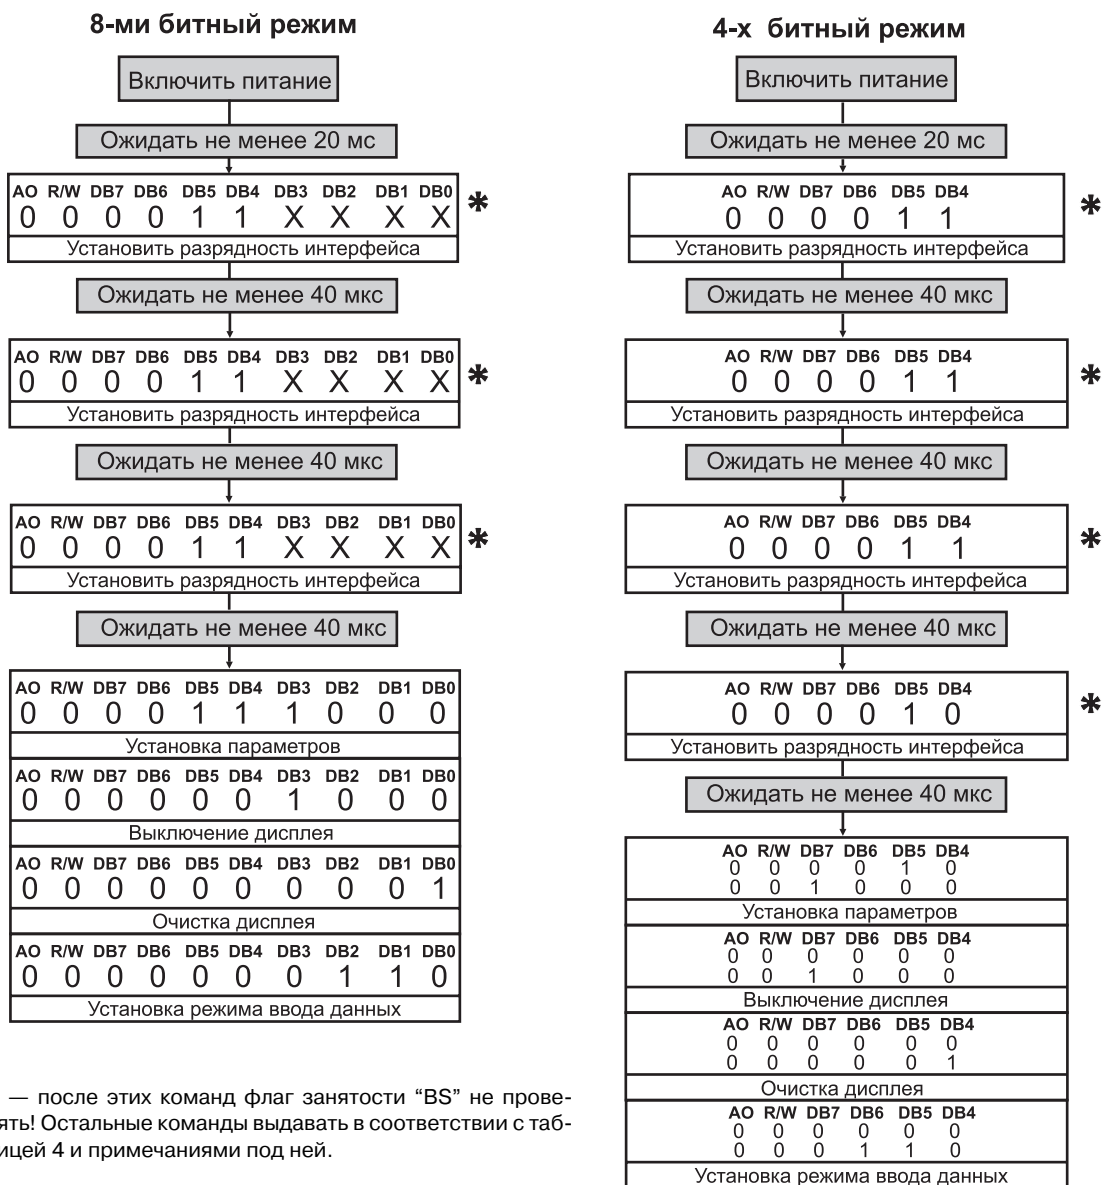 8-ми битный режим
Включить питание
Ожидать не менее 20 мс
AO R/W DB7 DB6 DB5 DB4 DB3 DB2 DB1 DB0
0 0 0 0 1 1 X X X X *
Установить разрядность интерфейса
Ожидать не менее 40 мкс
AO R/W DB7 DB6 DB5 DB4 DB3 DB2 DB1 DB0
0 0 0 0 1 1 X X X X *
Установить разрядность интерфейса
Ожидать не менее 40 мкс
AO R/W DB7 DB6 DB5 DB4 DB3 DB2 DB1 DB0
0 0 0 0 1 1 X X X X *
Установить разрядность интерфейса
Ожидать не менее 40 мкс
AO R/W DB7 DB6 DB5 DB4 DB3 DB2 DB1 DB0
0 0 0 0 1 1 1 0 0 0
Установка параметров
AO R/W DB7 DB6 DB5 DB4 DB3 DB2 DB1 DB0
0 0 0 0 0 0 1 0 0 0
Выключение дисплея
AO R/W DB7 DB6 DB5 DB4 DB3 DB2 DB1 DB0
0 0 0 0 0 0 0 0 0 1
Очистка дисплея
AO R/W DB7 DB6 DB5 DB4 DB3 DB2 DB1 DB0
0 0 0 0 0 0 0 1 1 0
Установка режима ввода данных
— после этих команд флаг занятости “BS” не прове-
ять! Остальные команды выдавать в соответствии с таб-
ицей 4 и примечаниями под ней.
4-х битный режим
Включить питание
Ожидать не менее 20 мс
AO R/W DB7 DB6 DB5 DB4
0 0 0 0 1 1 *
Установить разрядность интерфейса
Ожидать не менее 40 мкс
AO R/W DB7 DB6 DB5 DB4
0 0 0 0 1 1 *
Установить разрядность интерфейса
Ожидать не менее 40 мкс
AO R/W DB7 DB6 DB5 DB4
0 0 0 0 1 1 *
Установить разрядность интерфейса
Ожидать не менее 40 мкс
AO R/W DB7 DB6 DB5 DB4
0 0 0 0 1 0 *
Установить разрядность интерфейса
Ожидать не менее 40 мкс
AO R/W DB7 DB6 DB5 DB4
0 0 0 0 1 0
0 0 1 0 0 0
Установка параметров
AO R/W DB7 DB6 DB5 DB4
0 0 0 0 0 0
0 0 1 0 0 0
Выключение дисплея
AO R/W DB7 DB6 DB5 DB4
0 0 0 0 0 0
0 0 0 0 0 1
Очистка дисплея
AO R/W DB7 DB6 DB5 DB4
0 0 0 0 0 0
0 0 0 1 1 0
Установка режима ввода данных